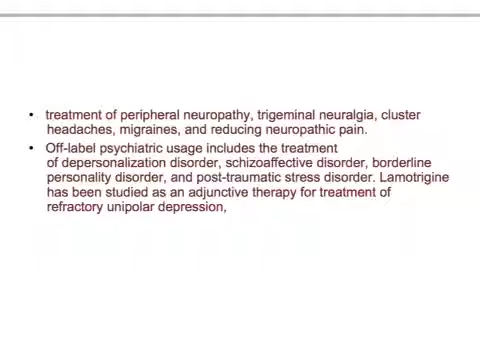 • treatment of peripheral neuropathy, trigeminal neuralgia, cluster
headaches, migraines, and reducing neuropathic pain.
• Off-label psychiatric usage includes the treatment
of depersonalization disorder, schizoaffective disorder, borderline
personality disorder, and post-traumatic stress disorder. Lamotrigine
has been studied as an adjunctive therapy for treatment of
refractory unipolar depression,